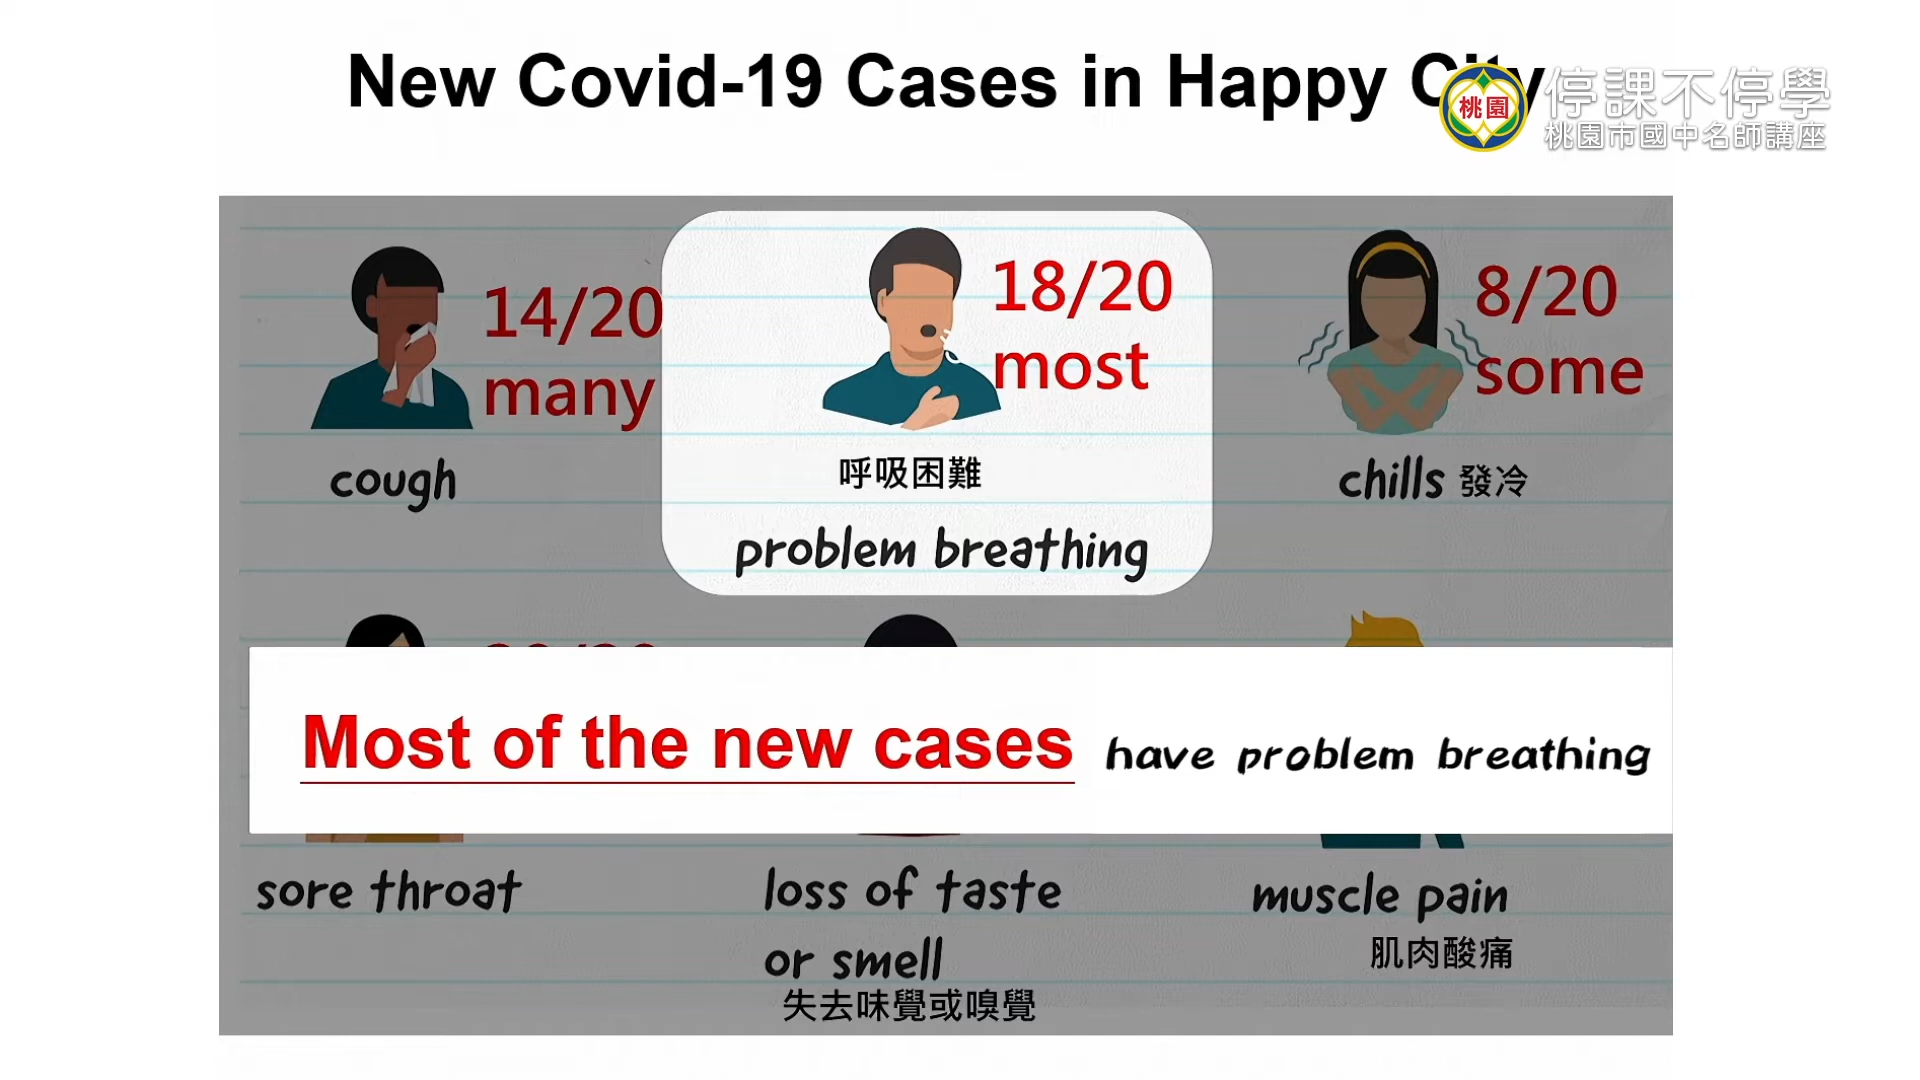 New Covid-19 Cases in Happy City
桃園
停課不停學
桃園市國中名師講座
14/20
many
cough
18/20
most
呼吸困難
problem breathing
8/20
some
chills 發冷
Most of the new cases have problem breathing
sore throat
loss of taste
or smell
失去味覺或嗅覺
muscle pain
肌肉酸痛